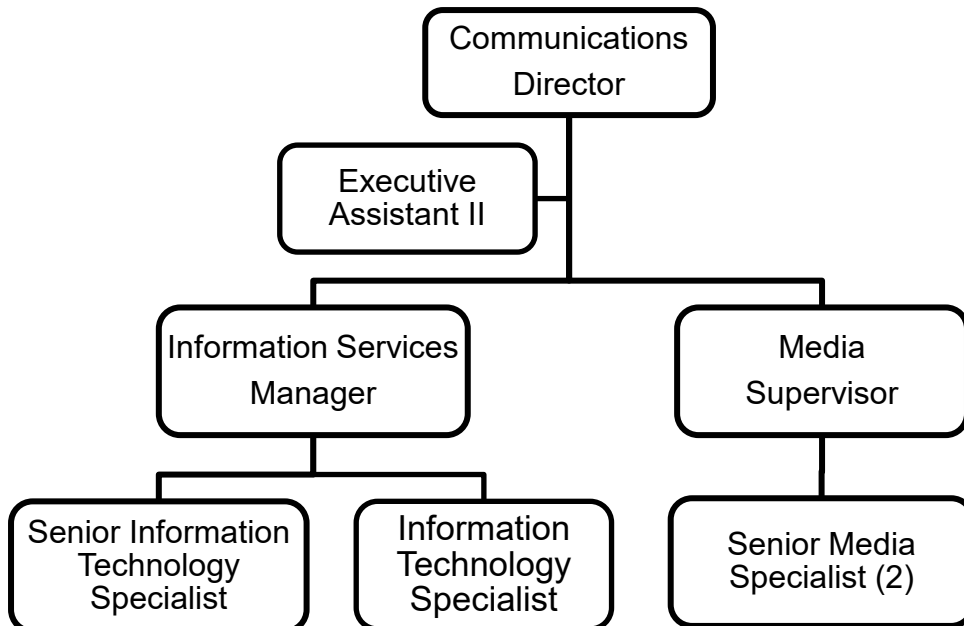 Communications
Director
Executive
Assistant II
Information Services
Manager
Media
Supervisor
Senior Information
Technology
Specialist
Information
Technology
Specialist
Senior Media
Specialist (2)